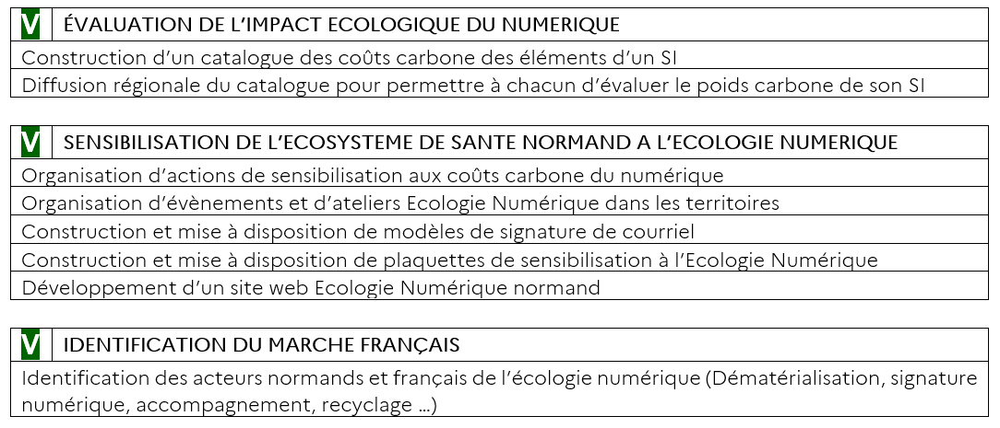 V ÉVALUATION DE L’IMPACT ECOLOGIQUE DU NUMERIQUE
Construction d’un catalogue des coûts carbone des éléments d’un SI
Diffusion régionale du catalogue pour permettre à chacun d’évaluer le poids carbone de son SI
V SENSIBILISATION DE L’ECOSYSTEME DE SANTE NORMAND A L’ECOLOGIE NUMERIQUE
Organisation d’actions de sensibilisation aux coûts carbone du numérique
Organisation d’évènements et d’ateliers Ecologie Numérique dans les territoires
Construction et mise à disposition de modèles de signature de courriel
Construction et mise à disposition de plaquettes de sensibilisation à l’Ecologie Numérique
Développement d’un site web Ecologie Numérique normand
V IDENTIFICATION DU MARCHE FRANÇAIS
Identification des acteurs normands et français de l’écologie numérique (Dématérialisation, signature
numérique, accompagnement, recyclage …)